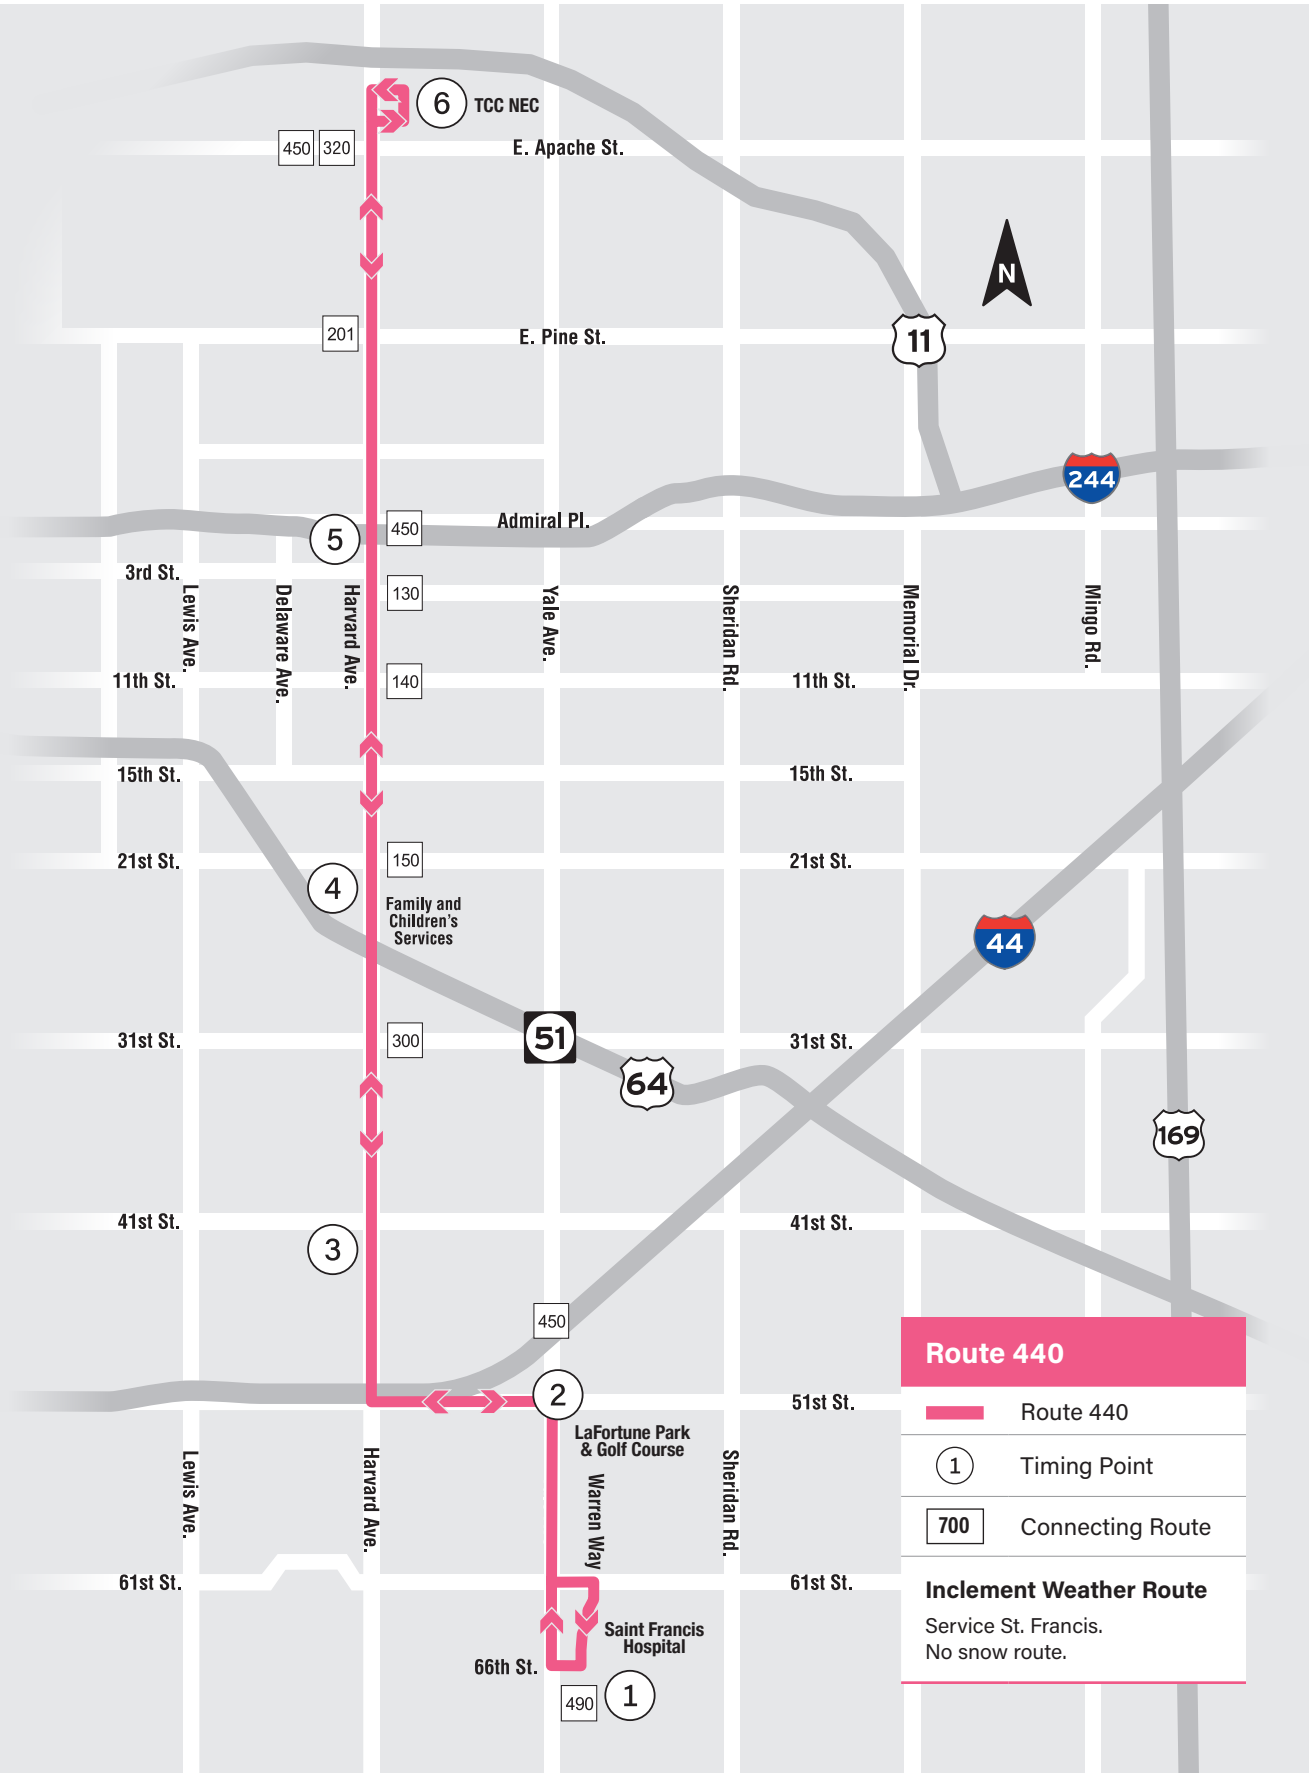 6
TCC NEC
450
320
E. Apache St.
N
201
E. Pine St.
11
244
5
450
Admiral Pl.
3rd St.
130
Lewis Ave.
Delaware Ave.
Harvard Ave.
Yale Ave.
Sheridan Rd.
Memorial Dr.
Mingo Rd.
11th St.
140
11th St.
15th St.
15th St.
21st St.
150
21st St.
4
Family and
Children's
Services
44
31st St.
300
51
31st St.
64
169
41st St.
41st St.
3
450
2
51st St.
LaFortune Park
& Golf Course
Lewis Ave.
Harvard Ave.
Warren Way
Sheridan Rd.
61st St.
61st St.
Saint Francis
Hospital
66th St.
490
1
Route 440
Route 440
1
Timing Point
700
Connecting Route
Inclement Weather Route
Service St. Francis.
No snow route.